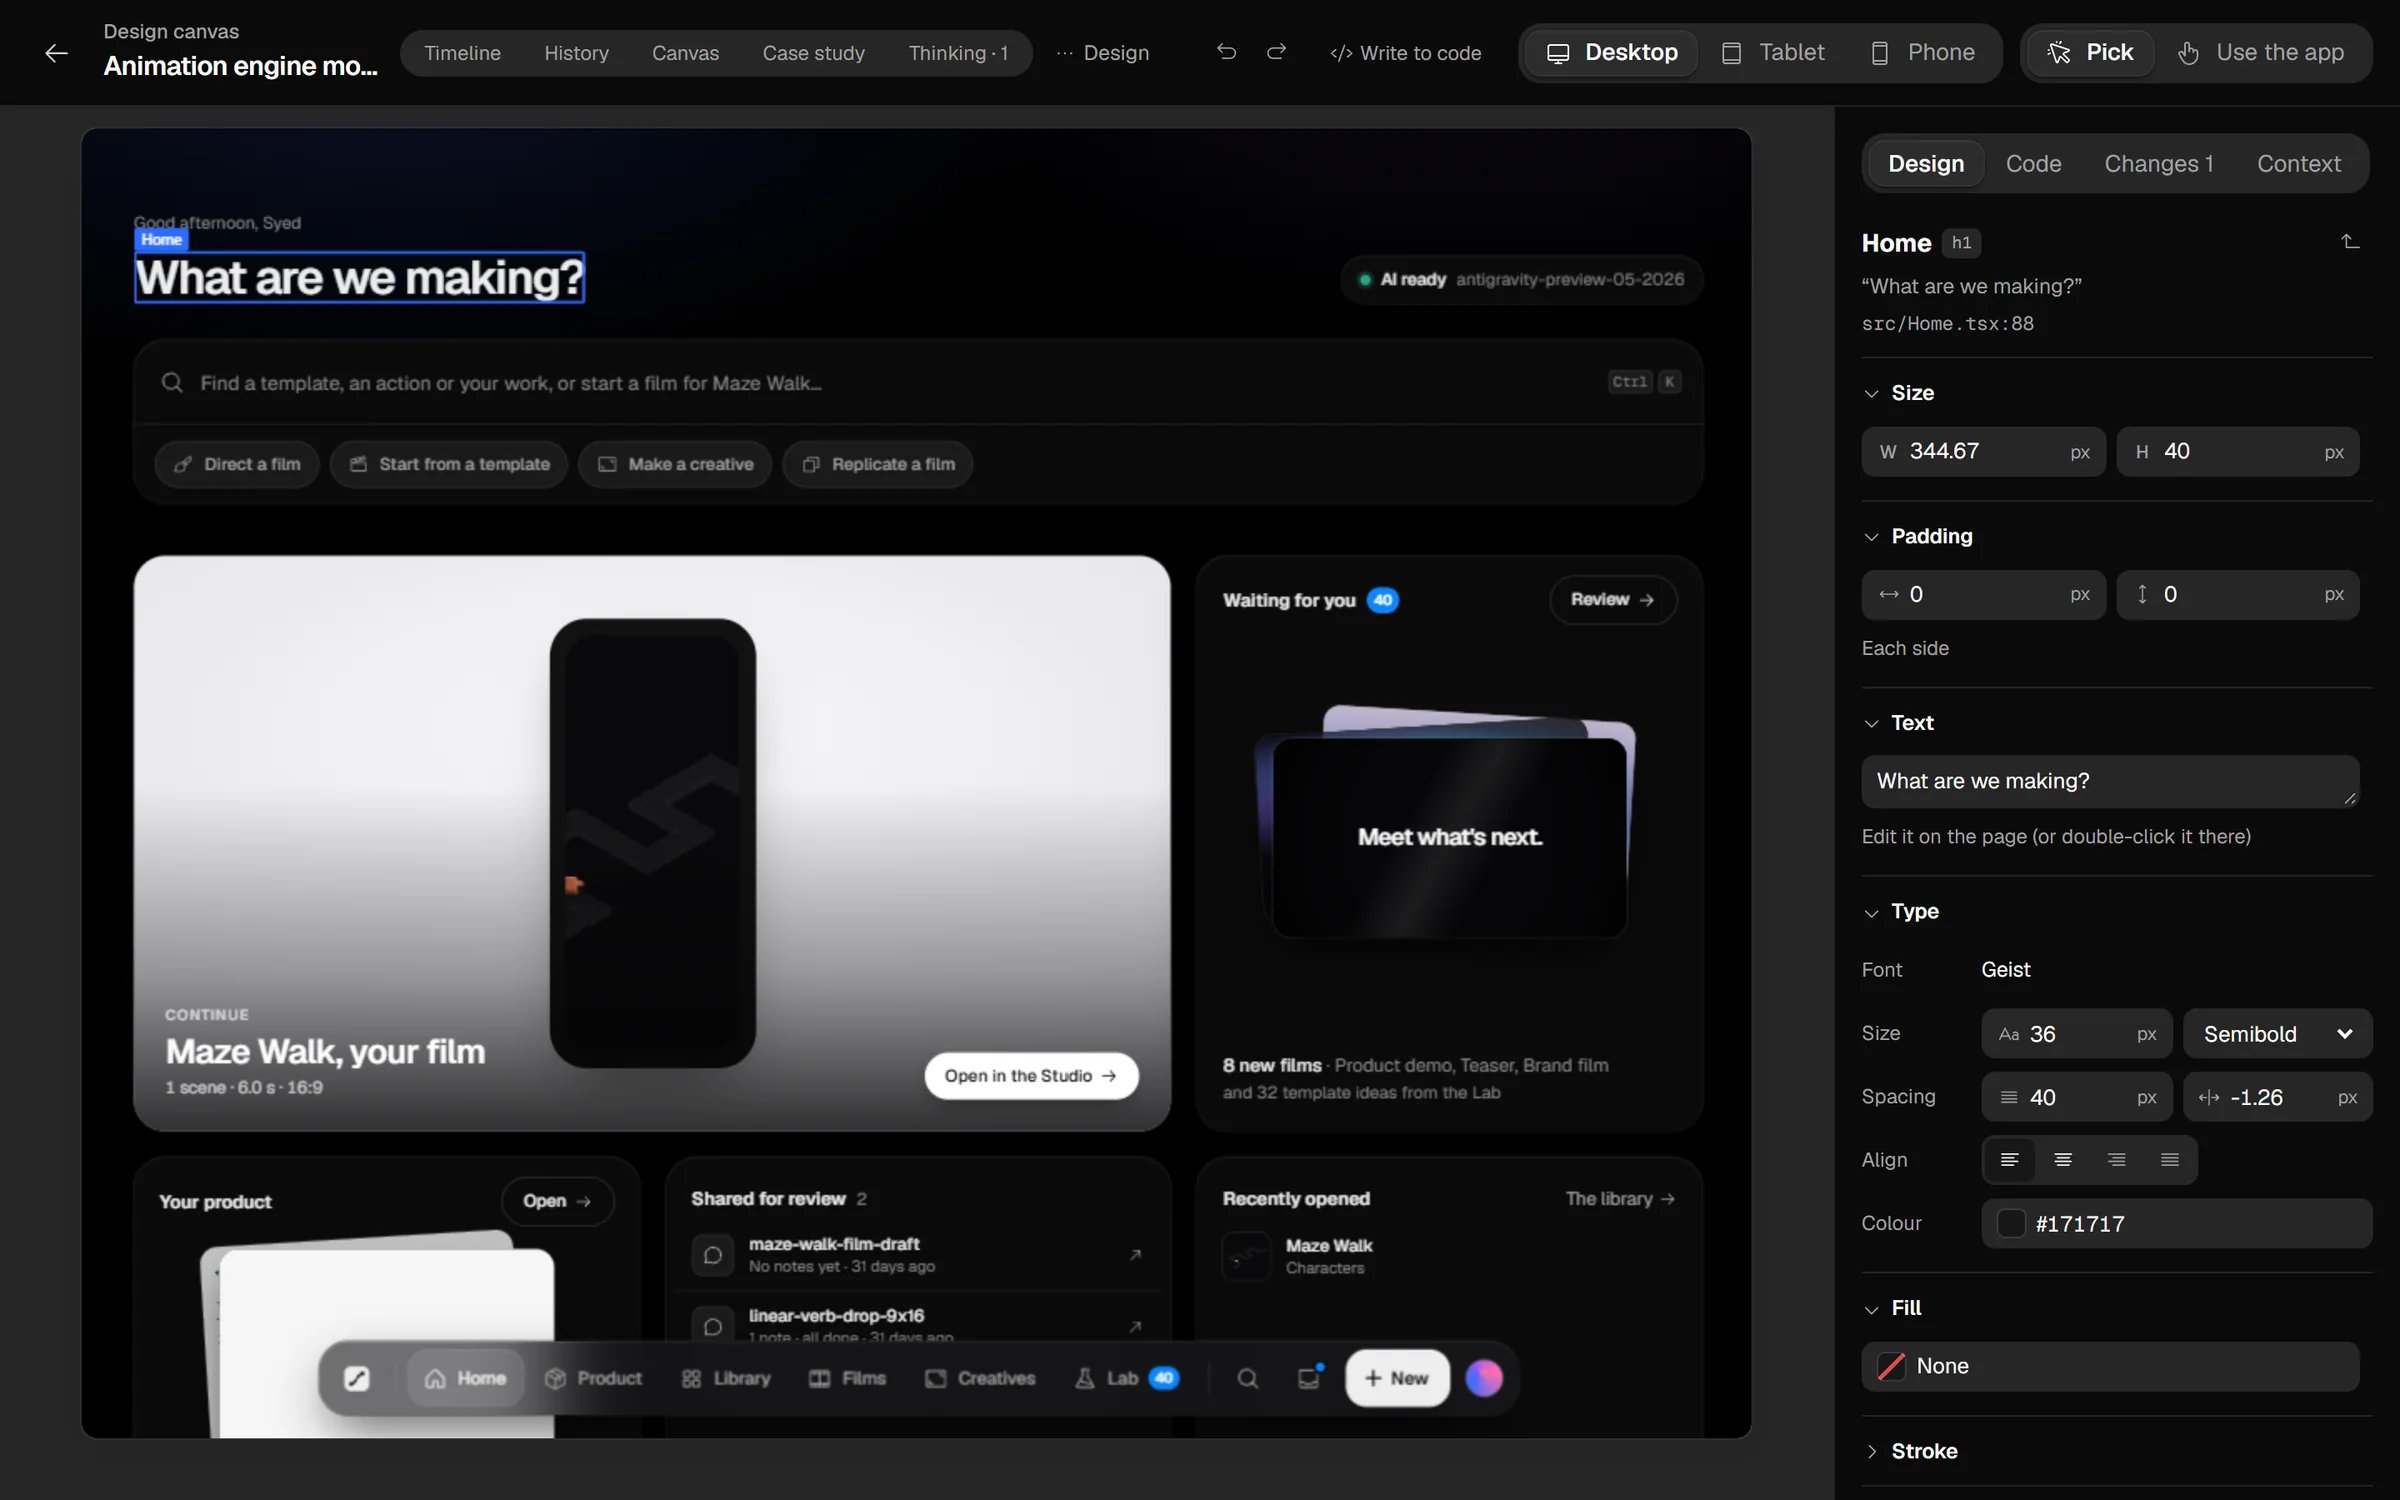 Design canvas
Animation engine mo...
Timeline
History
Canvas
Case study
Thinking · 1
··· Design
</> Write to code
Desktop
Tablet
Phone
Pick
Use the app
Good afternoon, Syed
Home
What are we making?
AI ready antigravity-preview-05-2026
Find a template, an action or your work, or start a film for Maze Walk...
Ctrl K
Direct a film
Start from a template
Make a creative
Replicate a film
CONTINUE
Maze Walk, your film
1 scene · 6.0 s · 16:9
Open in the Studio →
Waiting for you 40
Review →
Meet what's next.
8 new films · Product demo, Teaser, Brand film
and 32 template ideas from the Lab
Your product
Open →
Shared for review 2
maze-walk-film-draft
No notes yet · 31 days ago
linear-verb-drop-9x16
1 note · all done · 31 days ago
Recently opened
The library →
Maze Walk
Characters
Home
Product
Library
Films
Creatives
Lab 40
+ New
Design
Code
Changes 1
Context
Home h1
“What are we making?”
src/Home.tsx:88
Size
W 344.67 px
H 40 px
Padding
0 px
0 px
Each side
Text
What are we making?
Edit it on the page (or double-click it there)
Type
Font Geist
Size Aa 36 px Semibold
Spacing 40 px -1.26 px
Align
Colour #171717
Fill
None
Stroke